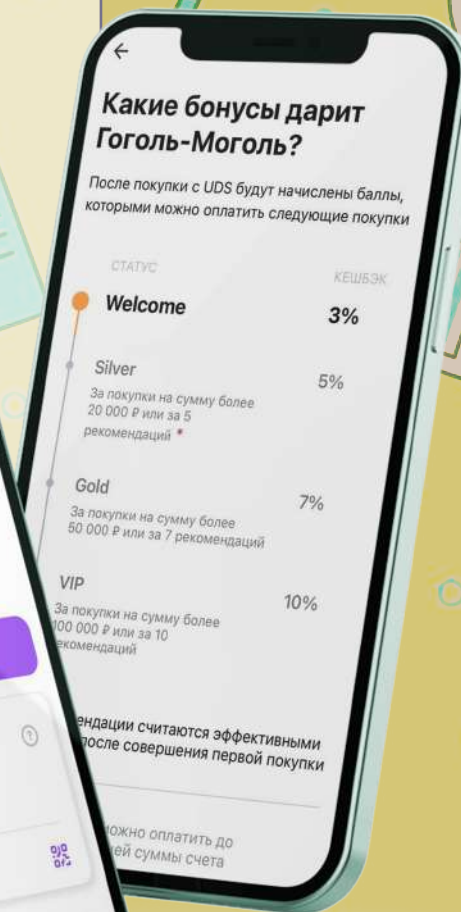 Какие бонусы дарит
Гоголь-Моголь?
После покупки с UDS будут начислены баллы,
которыми можно оплатить следующие покупки
СТАТУС КЕШБЭК
Welcome 3%
Silver 5%
За покупки на сумму более
20 000 ₽ или за 5
рекомендаций *
Gold 7%
За покупки на сумму более
50 000 ₽ или за 7 рекомендаций
VIP 10%
За покупки на сумму более
100 000 ₽ или за 10
рекомендаций
считаются эффективными
после совершения первой покупки
оплатить до
суммы счета